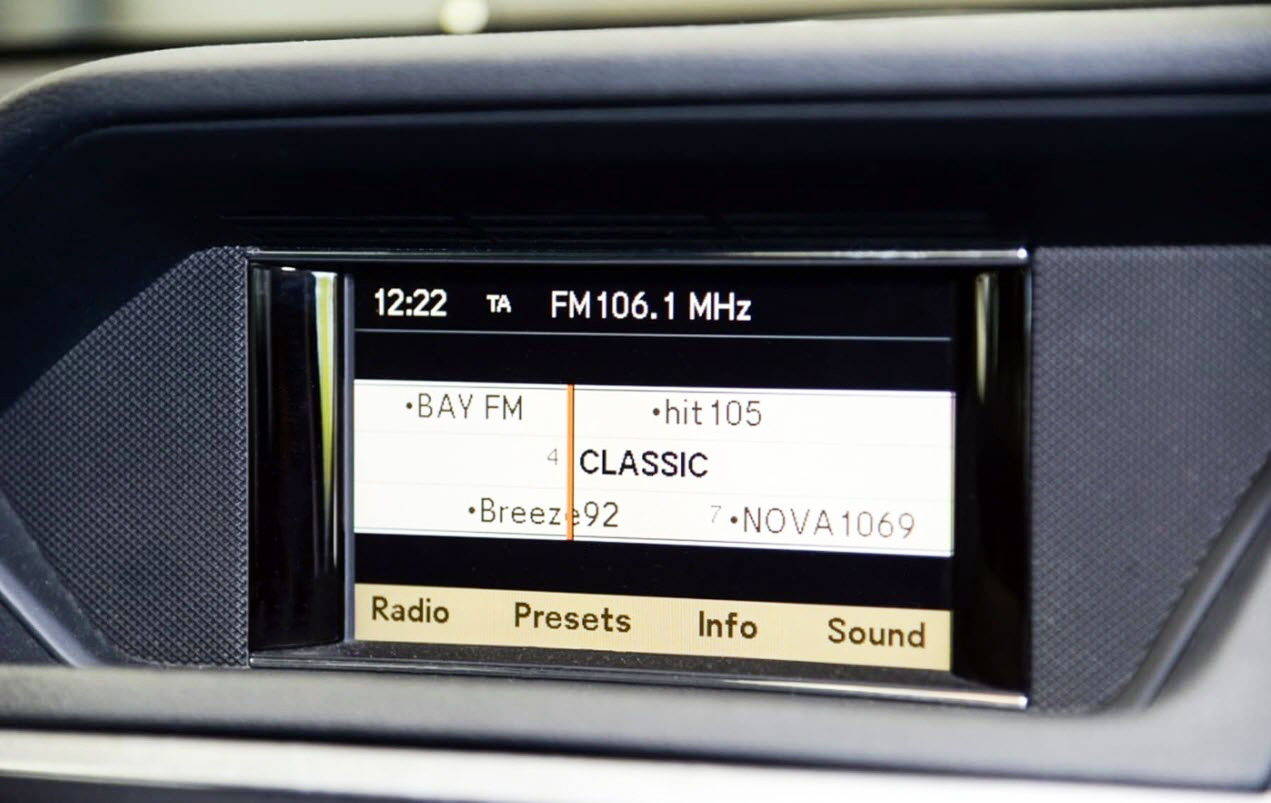 12:22 TA FM106.1 MHz
•BAY FM •hit105
4 CLASSIC
•Breeze92 7 •NOVA1069
Radio Presets Info Sound